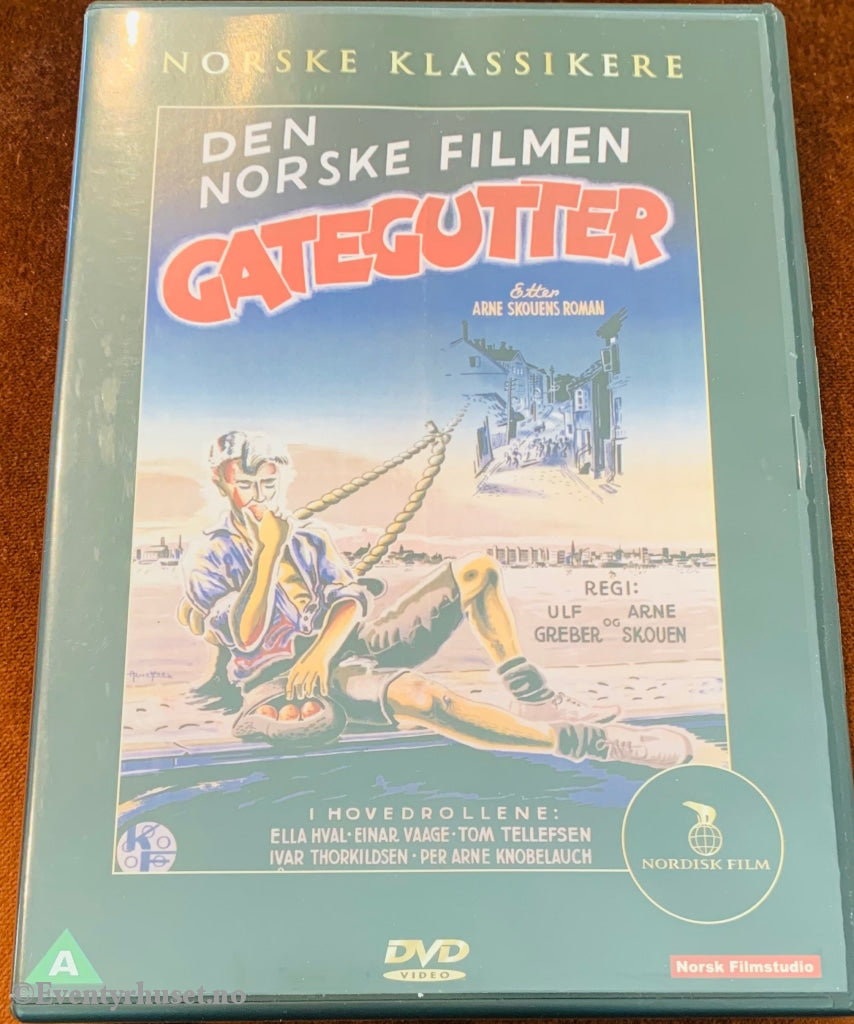 NORSKE KLASSIKERE
DEN
NORSKE FILMEN
GATEGUTTER
Etter
ARNE SKOUENS ROMAN
REGI:
ULF OG ARNE
GREBER SKOUEN
I HOVEDROLLENE:
ELLA HVAL · EINAR VAAGE · TOM TELLEFSEN
IVAR THORKILDSEN · PER ARNE KNOBELAUCH
KF
NORDISK FILM
A
DVD
VIDEO
Norsk Filmstudio
©Eventyrhuset.no